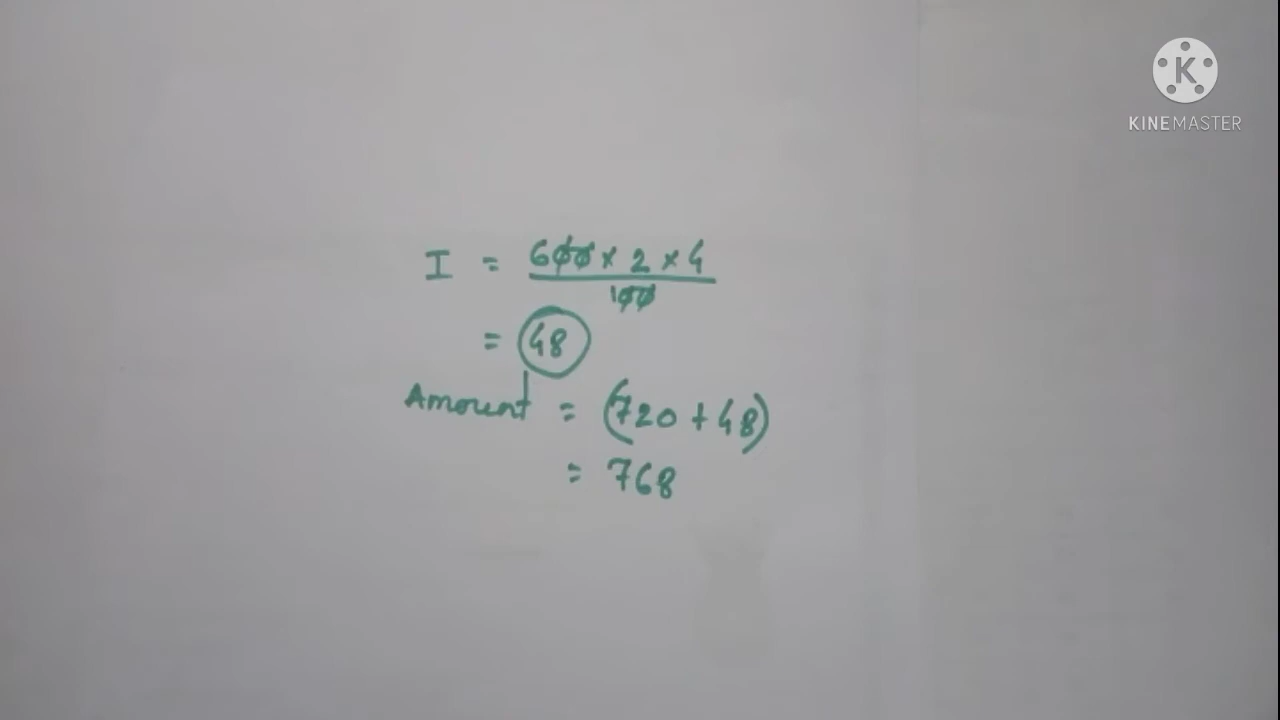 K
KINEMASTER
I = 600 × 2 × 4
100
= 48
Amount = (720 + 48)
= 768